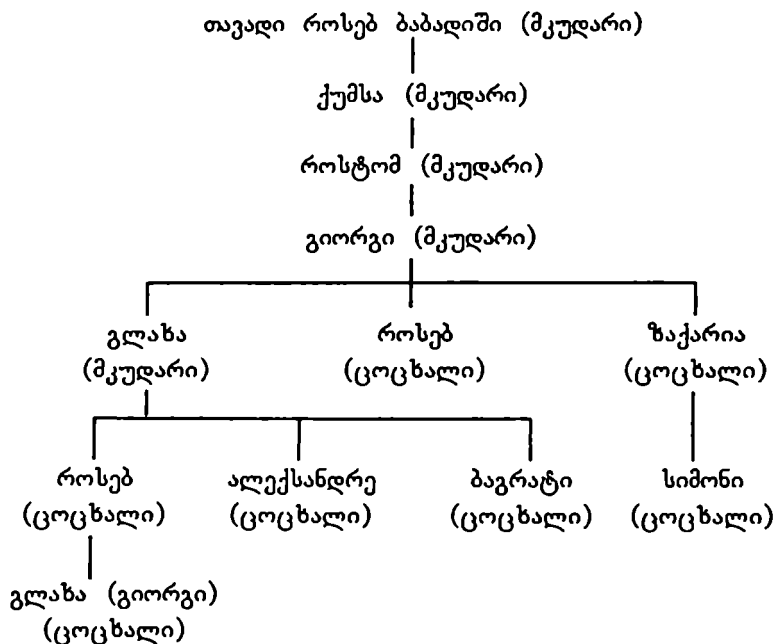 თავადი როსებ ბაბადიში (მკუდარი)
ქუმსა (მკუდარი)
როსტომ (მკუდარი)
გიორგი (მკუდარი)
გლახა როსებ ზაქარია
(მკუდარი) (ცოცხალი) (ცოცხალი)
როსებ ალექსანდრე ბაგრატი სიმონი
(ცოცხალი) (ცოცხალი) (ცოცხალი) (ცოცხალი)
გლახა (გიორგი)
(ცოცხალი)